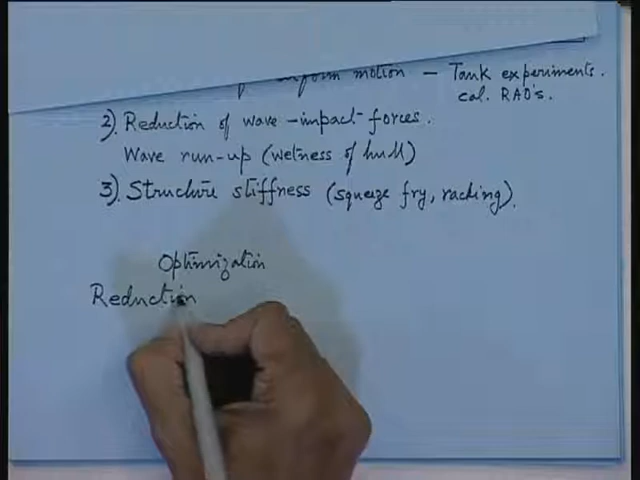 motion - Tank experiments.
cal. RAO's.
2). Reduction of wave-impact forces.
Wave run-up (wetness of hull)
3). Structure stiffness (squeeze fry, racking).
Optimization
Reduction